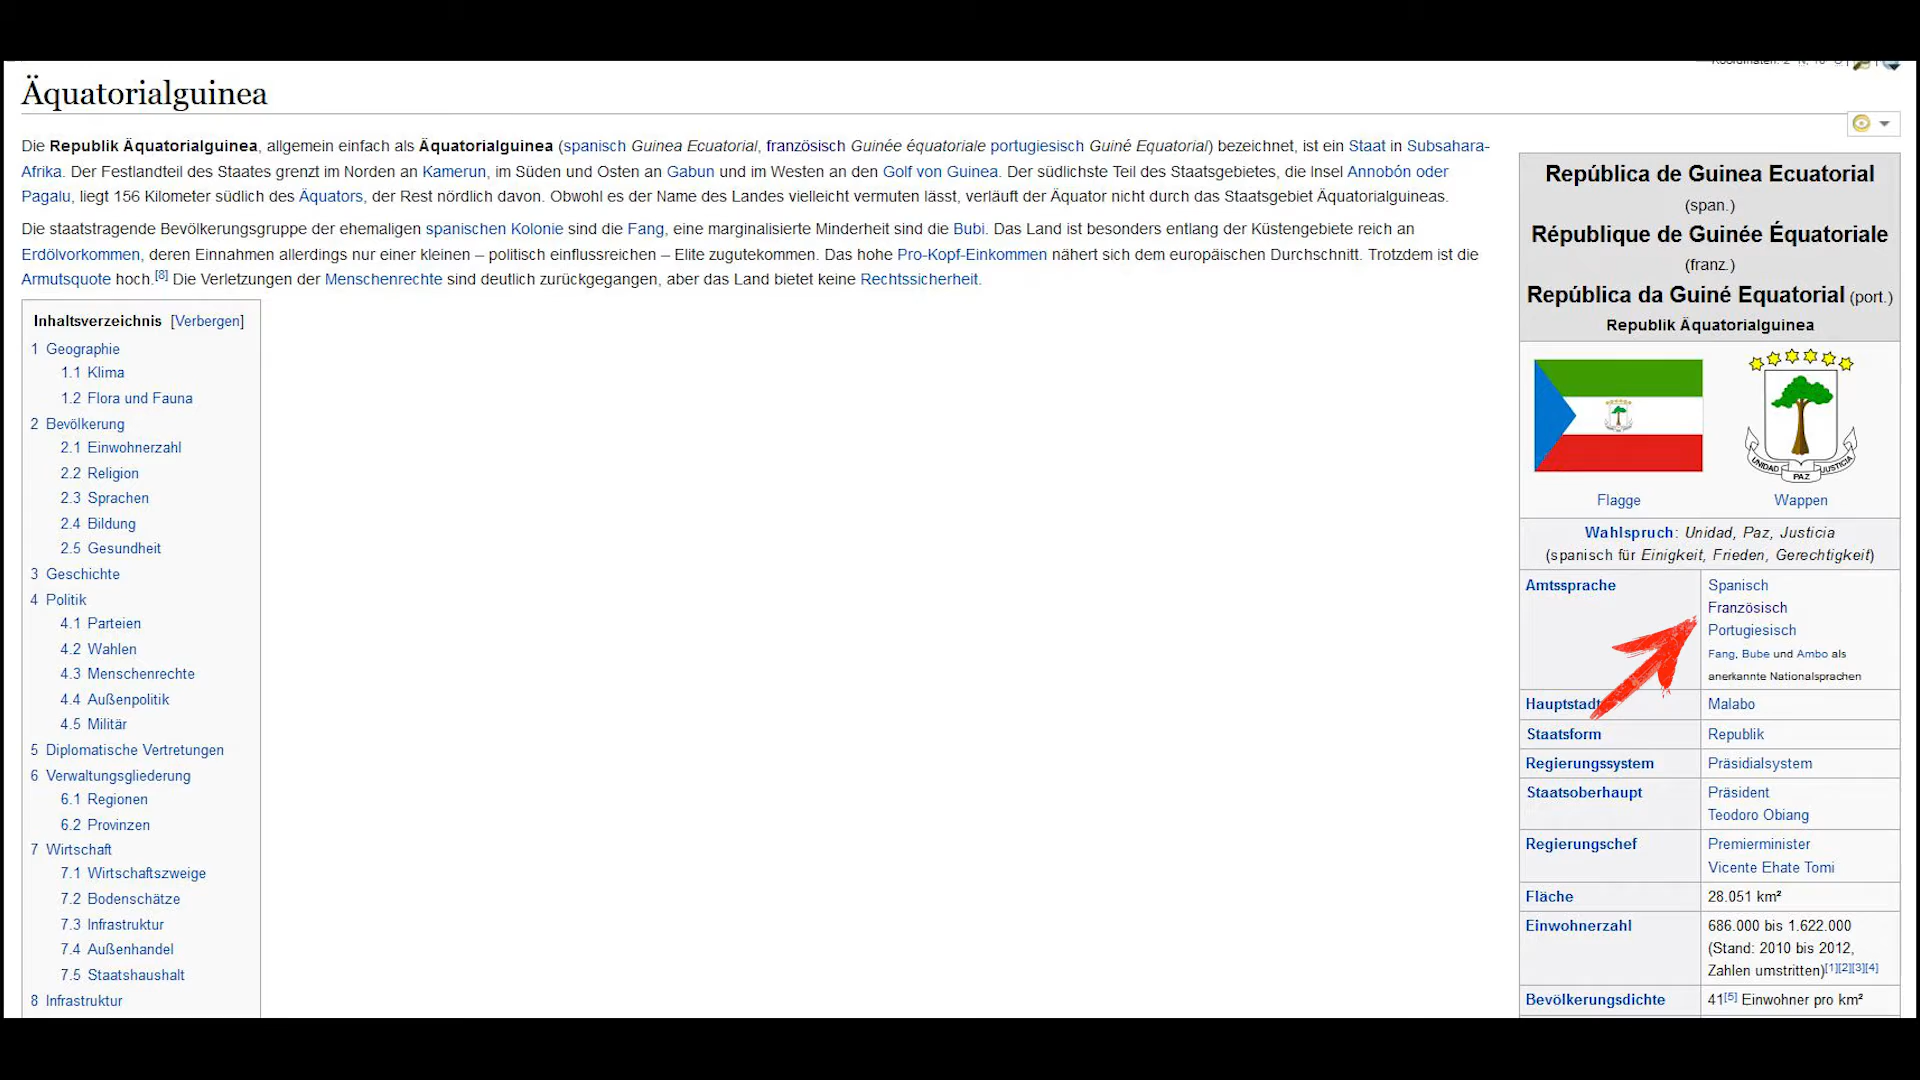 Äquatorialguinea
Die Republik Äquatorialguinea, allgemein einfach als Äquatorialguinea (spanisch Guinea Ecuatorial, französisch Guinée équatoriale portugiesisch Guiné Equatorial) bezeichnet, ist ein Staat in Subsahara-
Afrika. Der Festlandteil des Staates grenzt im Norden an Kamerun, im Süden und Osten an Gabun und im Westen an den Golf von Guinea. Der südlichste Teil des Staatsgebietes, die Insel Annobón oder
Pagalu, liegt 156 Kilometer südlich des Äquators, der Rest nördlich davon. Obwohl es der Name des Landes vielleicht vermuten lässt, verläuft der Äquator nicht durch das Staatsgebiet Äquatorialguineas.
Die staatstragende Bevölkerungsgruppe der ehemaligen spanischen Kolonie sind die Fang, eine marginalisierte Minderheit sind die Bubi. Das Land ist besonders entlang der Küstengebiete reich an
Erdölvorkommen, deren Einnahmen allerdings nur einer kleinen – politisch einflussreichen – Elite zugutekommen. Das hohe Pro-Kopf-Einkommen nähert sich dem europäischen Durchschnitt. Trotzdem ist die
Armutsquote hoch.[8] Die Verletzungen der Menschenrechte sind deutlich zurückgegangen, aber das Land bietet keine Rechtssicherheit.
Inhaltsverzeichnis [Verbergen]
1 Geographie
1.1 Klima
1.2 Flora und Fauna
2 Bevölkerung
2.1 Einwohnerzahl
2.2 Religion
2.3 Sprachen
2.4 Bildung
2.5 Gesundheit
3 Geschichte
4 Politik
4.1 Parteien
4.2 Wahlen
4.3 Menschenrechte
4.4 Außenpolitik
4.5 Militär
5 Diplomatische Vertretungen
6 Verwaltungsgliederung
6.1 Regionen
6.2 Provinzen
7 Wirtschaft
7.1 Wirtschaftszweige
7.2 Bodenschätze
7.3 Infrastruktur
7.4 Außenhandel
7.5 Staatshaushalt
8 Infrastruktur
República de Guinea Ecuatorial
(span.)
République de Guinée Équatoriale
(franz.)
República da Guiné Equatorial (port.)
Republik Äquatorialguinea
UNIDAD PAZ JUSTICIA
Flagge Wappen
Wahlspruch: Unidad, Paz, Justicia
(spanisch für Einigkeit, Frieden, Gerechtigkeit)
Amtssprache Spanisch
Französisch
Portugiesisch
Fang, Bube und Ambo als
anerkannte Nationalsprachen
Hauptstadt Malabo
Staatsform Republik
Regierungssystem Präsidialsystem
Staatsoberhaupt Präsident
Teodoro Obiang
Regierungschef Premierminister
Vicente Ehate Tomi
Fläche 28.051 km²
Einwohnerzahl 686.000 bis 1.622.000
(Stand: 2010 bis 2012,
Zahlen umstritten)[1][2][3][4]
Bevölkerungsdichte 41[5] Einwohner pro km²